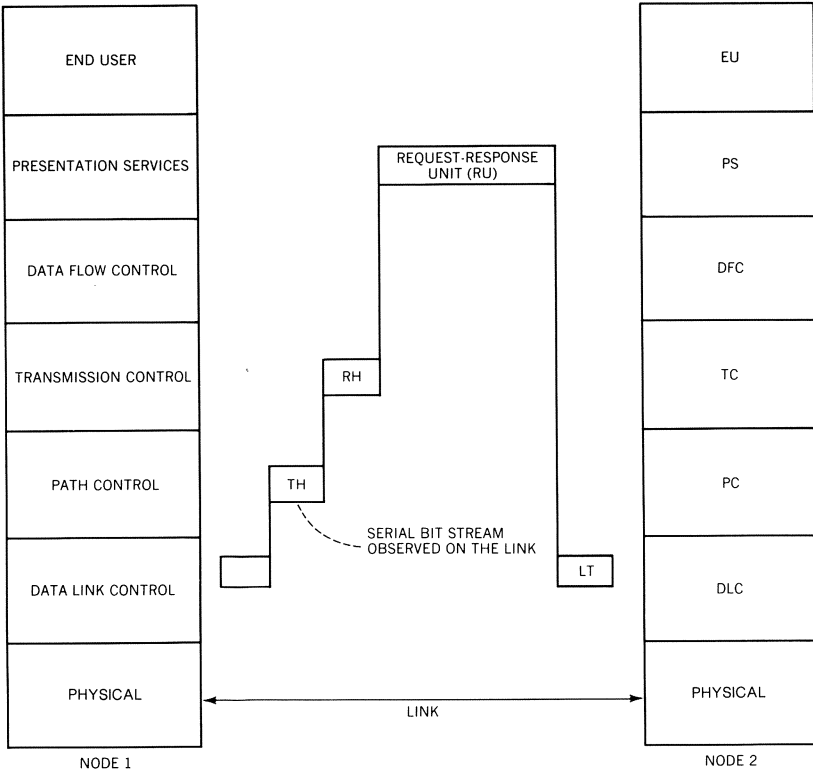 END USER
PRESENTATION SERVICES
DATA FLOW CONTROL
TRANSMISSION CONTROL
PATH CONTROL
DATA LINK CONTROL
PHYSICAL
NODE 1
REQUEST-RESPONSE
UNIT (RU)
RH
TH
SERIAL BIT STREAM
OBSERVED ON THE LINK
LT
LINK
EU
PS
DFC
TC
PC
DLC
PHYSICAL
NODE 2